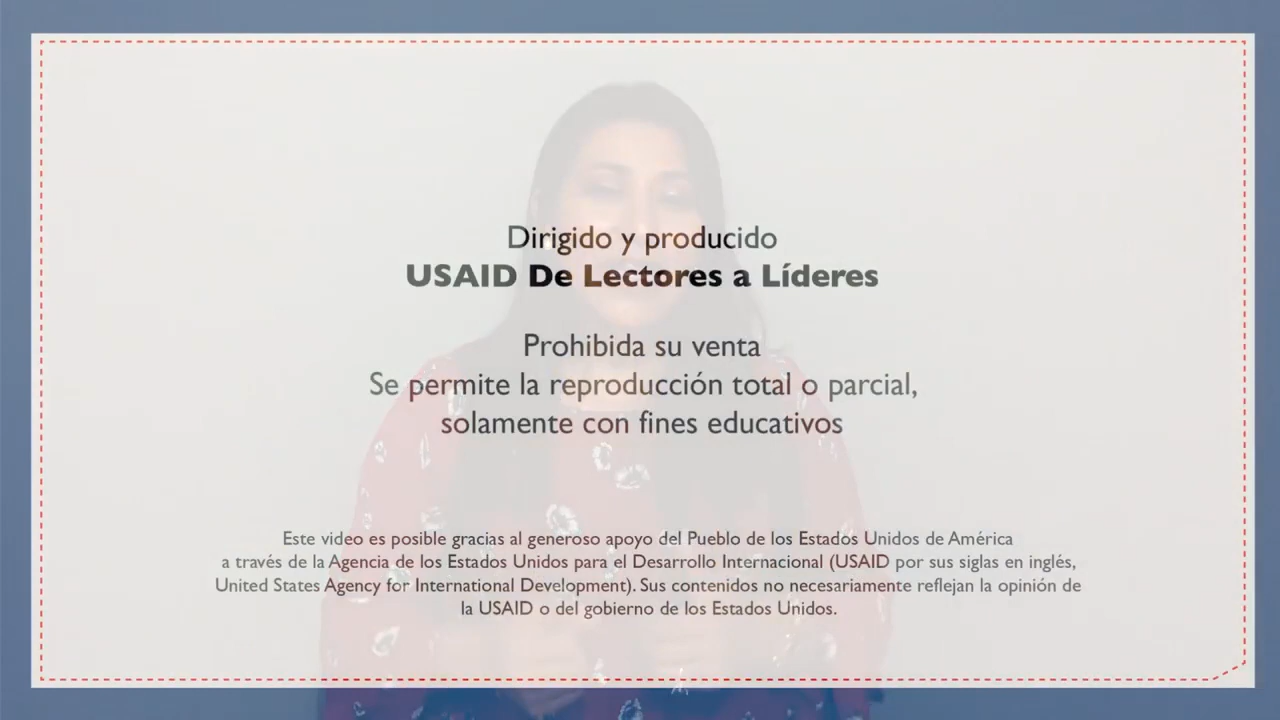 Dirigido y producido
USAID De Lectores a Líderes
Prohibida su venta
Se permite la reproducción total o parcial,
solamente con fines educativos
Este video es posible gracias al generoso apoyo del Pueblo de los Estados Unidos de América
a través de la Agencia de los Estados Unidos para el Desarrollo Internacional (USAID por sus siglas en inglés,
United States Agency for International Development). Sus contenidos no necesariamente reflejan la opinión de
la USAID o del gobierno de los Estados Unidos.